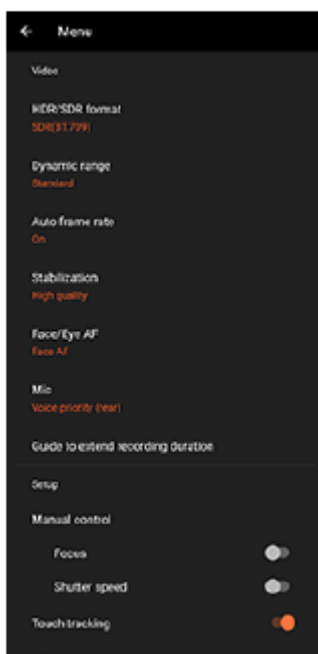 Menu
Video
HDR/SDR format
SDR(BT.709)
Dynamic range
Standard
Auto frame rate
On
Stabilization
High quality
Face/Eye AF
Face AF
Mic
Voice priority (rear)
Guide to extend recording duration
Setup
Manual control
Focus
Shutter speed
Touch tracking